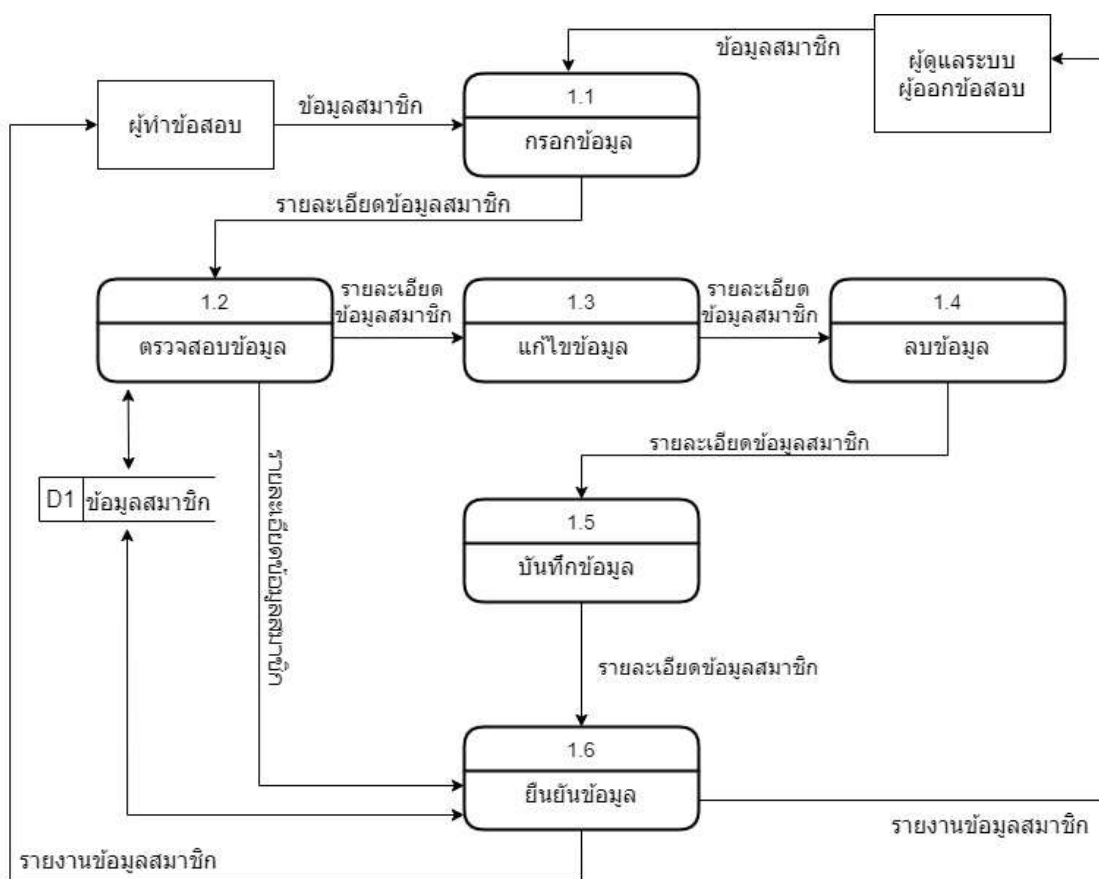 ข้อมูลสมาชิก
ผู้ดูแลระบบ
ผู้ออกข้อสอบ
ผู้ทำข้อสอบ
ข้อมูลสมาชิก
1.1
กรอกข้อมูล
รายละเอียดข้อมูลสมาชิก
1.2
ตรวจสอบข้อมูล
รายละเอียด
ข้อมูลสมาชิก
1.3
แก้ไขข้อมูล
รายละเอียด
ข้อมูลสมาชิก
1.4
ลบข้อมูล
รายละเอียดข้อมูลสมาชิก
D1 ข้อมูลสมาชิก
รายละเอียดข้อมูลสมาชิก
1.5
บันทึกข้อมูล
รายละเอียดข้อมูลสมาชิก
1.6
ยืนยันข้อมูล
รายงานข้อมูลสมาชิก
รายงานข้อมูลสมาชิก